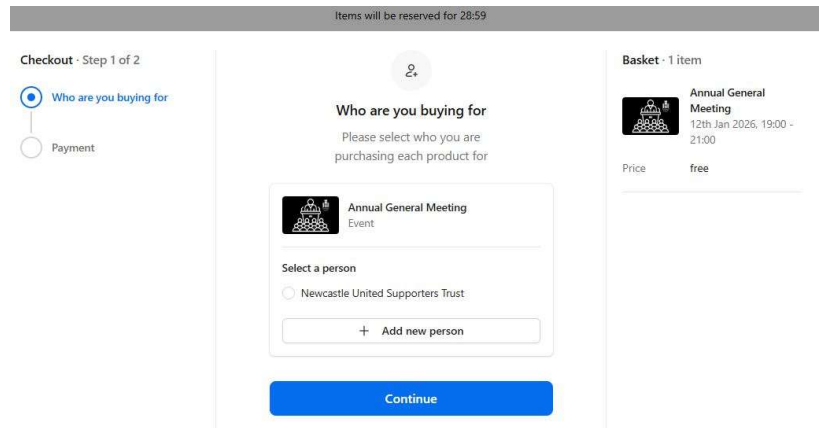 Items will be reserved for 28:59
Checkout · Step 1 of 2
Who are you buying for
Payment
Who are you buying for
Please select who you are
purchasing each product for
Annual General Meeting
Event
Select a person
Newcastle United Supporters Trust
+ Add new person
Continue
Basket · 1 item
Annual General
Meeting
12th Jan 2026, 19:00 -
21:00
Price free